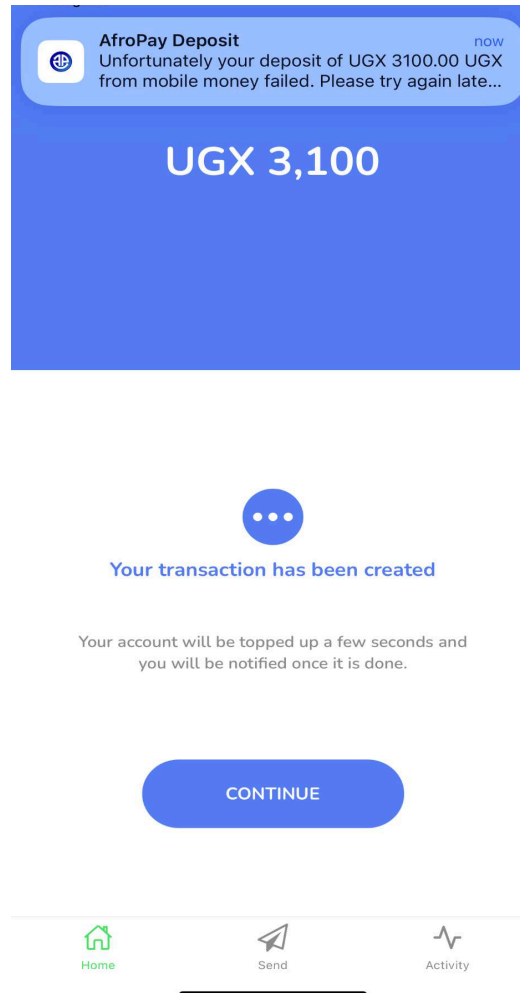 AfroPay Deposit now
Unfortunately your deposit of UGX 3100.00 UGX
from mobile money failed. Please try again late...
UGX 3,100
Your transaction has been created
Your account will be topped up a few seconds and
you will be notified once it is done.
CONTINUE
Home Send Activity